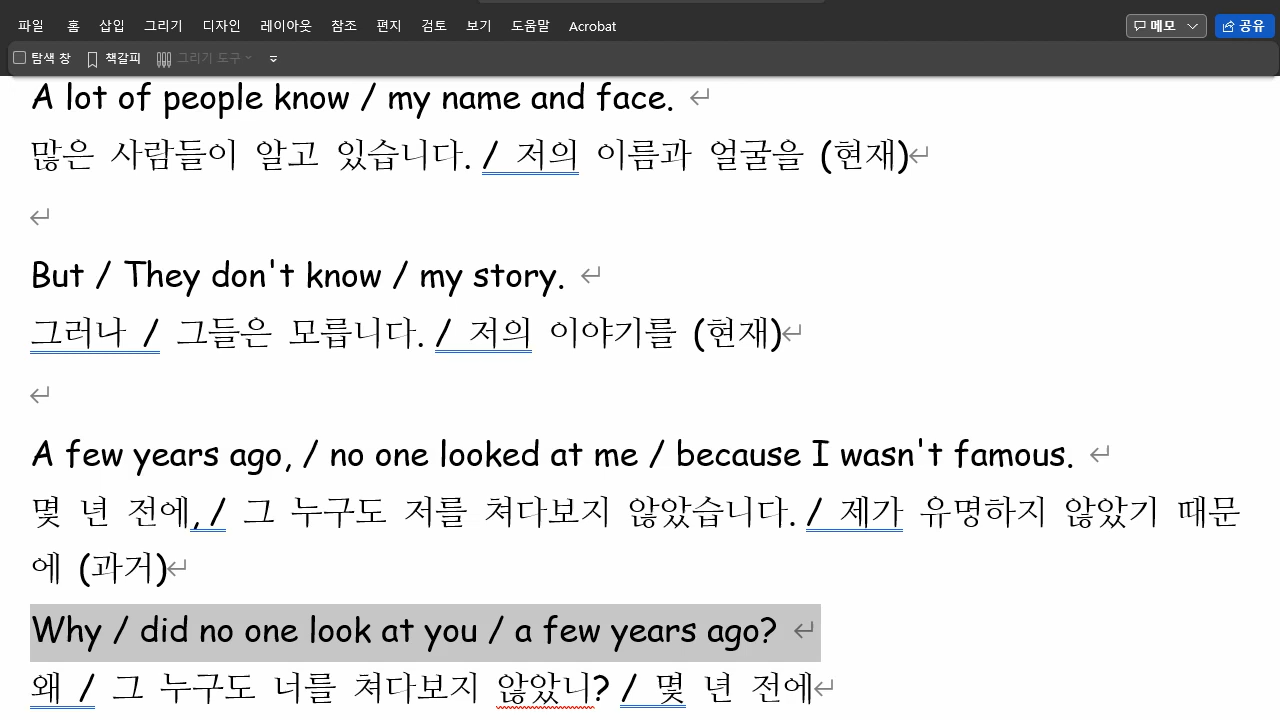 파일 홈 삽입 그리기 디자인 레이아웃 참조 편지 검토 보기 도움말 Acrobat 메모 공유
탐색 창 책갈피 그리기 도구
A lot of people know / my name and face.
많은 사람들이 알고 있습니다. / 저의 이름과 얼굴을 (현재)
But / They don't know / my story.
그러나 / 그들은 모릅니다. / 저의 이야기를 (현재)
A few years ago, / no one looked at me / because I wasn't famous.
몇 년 전에, / 그 누구도 저를 쳐다보지 않았습니다. / 제가 유명하지 않았기 때문
에 (과거)
Why / did no one look at you / a few years ago?
왜 / 그 누구도 너를 쳐다보지 않았니? / 몇 년 전에